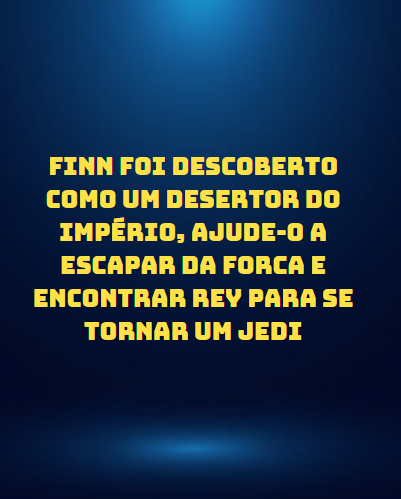 FINN FOI DESCOBERTO
COMO UM DESERTOR DO
IMPÉRIO, AJUDE-O A
ESCAPAR DA FORCA E
ENCONTRAR REY PARA SE
TORNAR UM JEDI